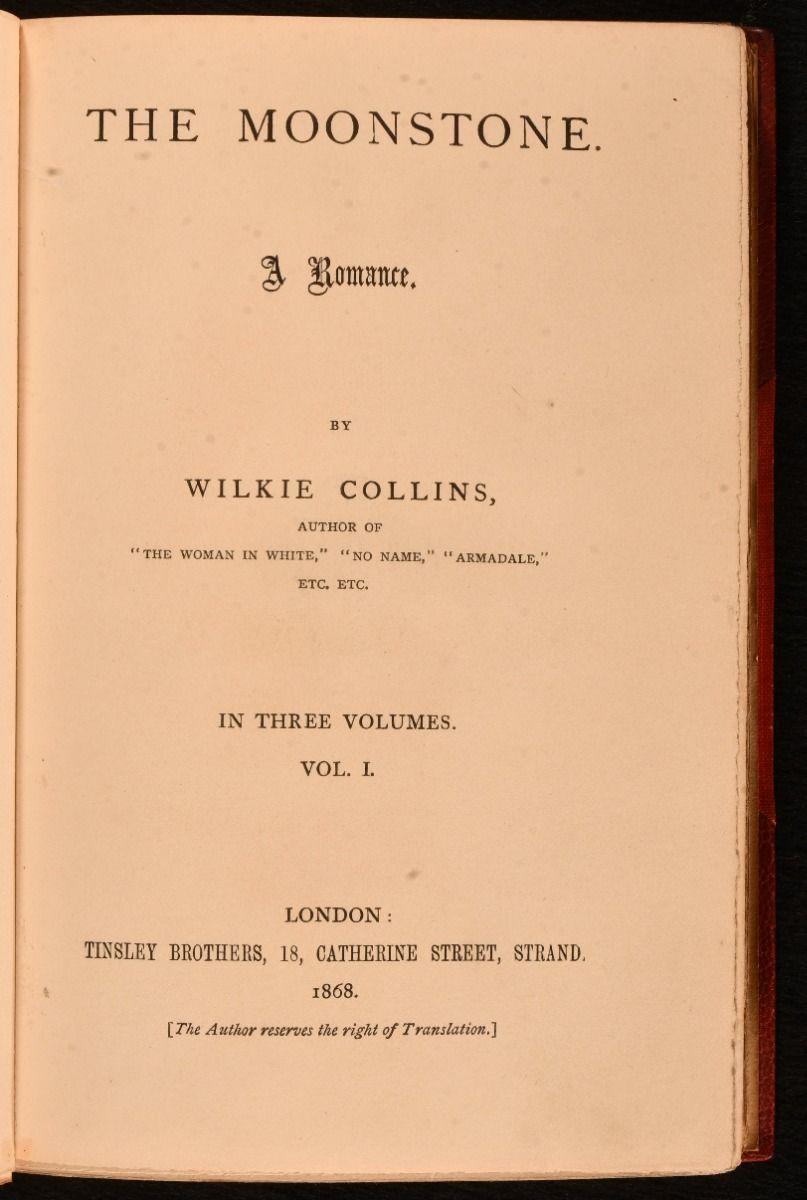 THE MOONSTONE.
A Romance.
BY
WILKIE COLLINS,
AUTHOR OF
"THE WOMAN IN WHITE," "NO NAME," "ARMADALE,"
ETC. ETC.
IN THREE VOLUMES.
VOL. I.
LONDON:
TINSLEY BROTHERS, 18, CATHERINE STREET, STRAND.
1868.
[The Author reserves the right of Translation.]